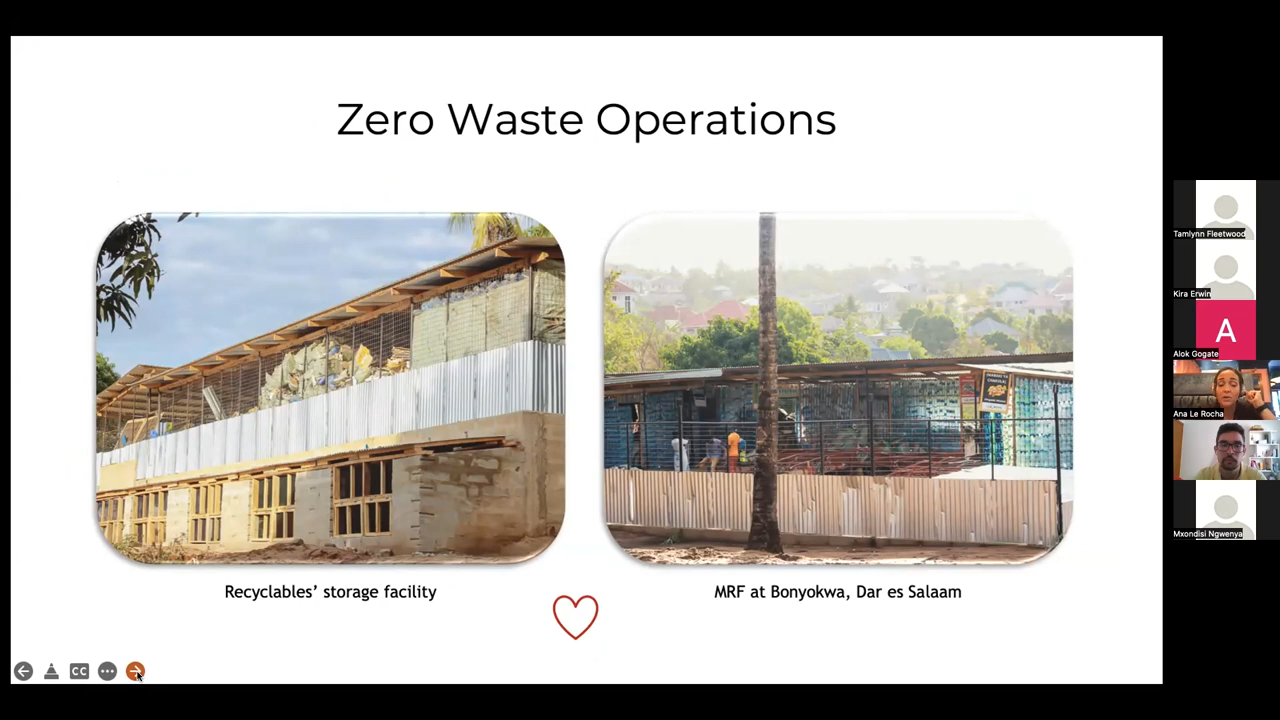 Zero Waste Operations
Recyclables’ storage facility
MRF at Bonyokwa, Dar es Salaam
CC
Tamlynn Fleetwood
Kira Erwin
A
Alok Gogate
Ana Le Rocha
Mxondisi Ngwenya